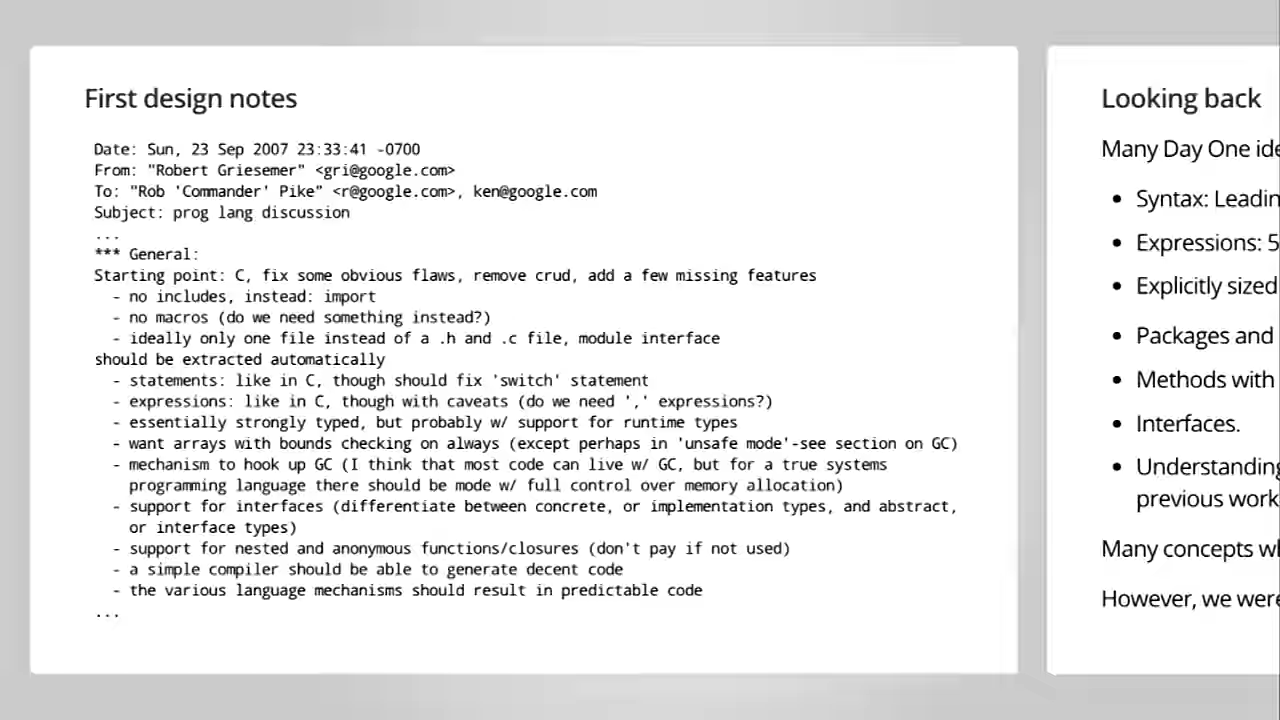 First design notes
Date: Sun, 23 Sep 2007 23:33:41 -0700
From: "Robert Griesemer" <gri@google.com>
To: "Rob 'Commander' Pike" <r@google.com>, ken@google.com
Subject: prog lang discussion
...
*** General:
Starting point: C, fix some obvious flaws, remove crud, add a few missing features
- no includes, instead: import
- no macros (do we need something instead?)
- ideally only one file instead of a .h and .c file, module interface
should be extracted automatically
- statements: like in C, though should fix 'switch' statement
- expressions: like in C, though with caveats (do we need ',' expressions?)
- essentially strongly typed, but probably w/ support for runtime types
- want arrays with bounds checking on always (except perhaps in 'unsafe mode'-see section on GC)
- mechanism to hook up GC (I think that most code can live w/ GC, but for a true systems
programming language there should be mode w/ full control over memory allocation)
- support for interfaces (differentiate between concrete, or implementation types, and abstract,
or interface types)
- support for nested and anonymous functions/closures (don't pay if not used)
- a simple compiler should be able to generate decent code
- the various language mechanisms should result in predictable code
...
Looking back
Many Day One
• Syntax:
• Expressions: 5
• Explicitly sized
• Packages and
• Methods with
• Interfaces.
• Understanding
previous work
Many concepts
However, we were